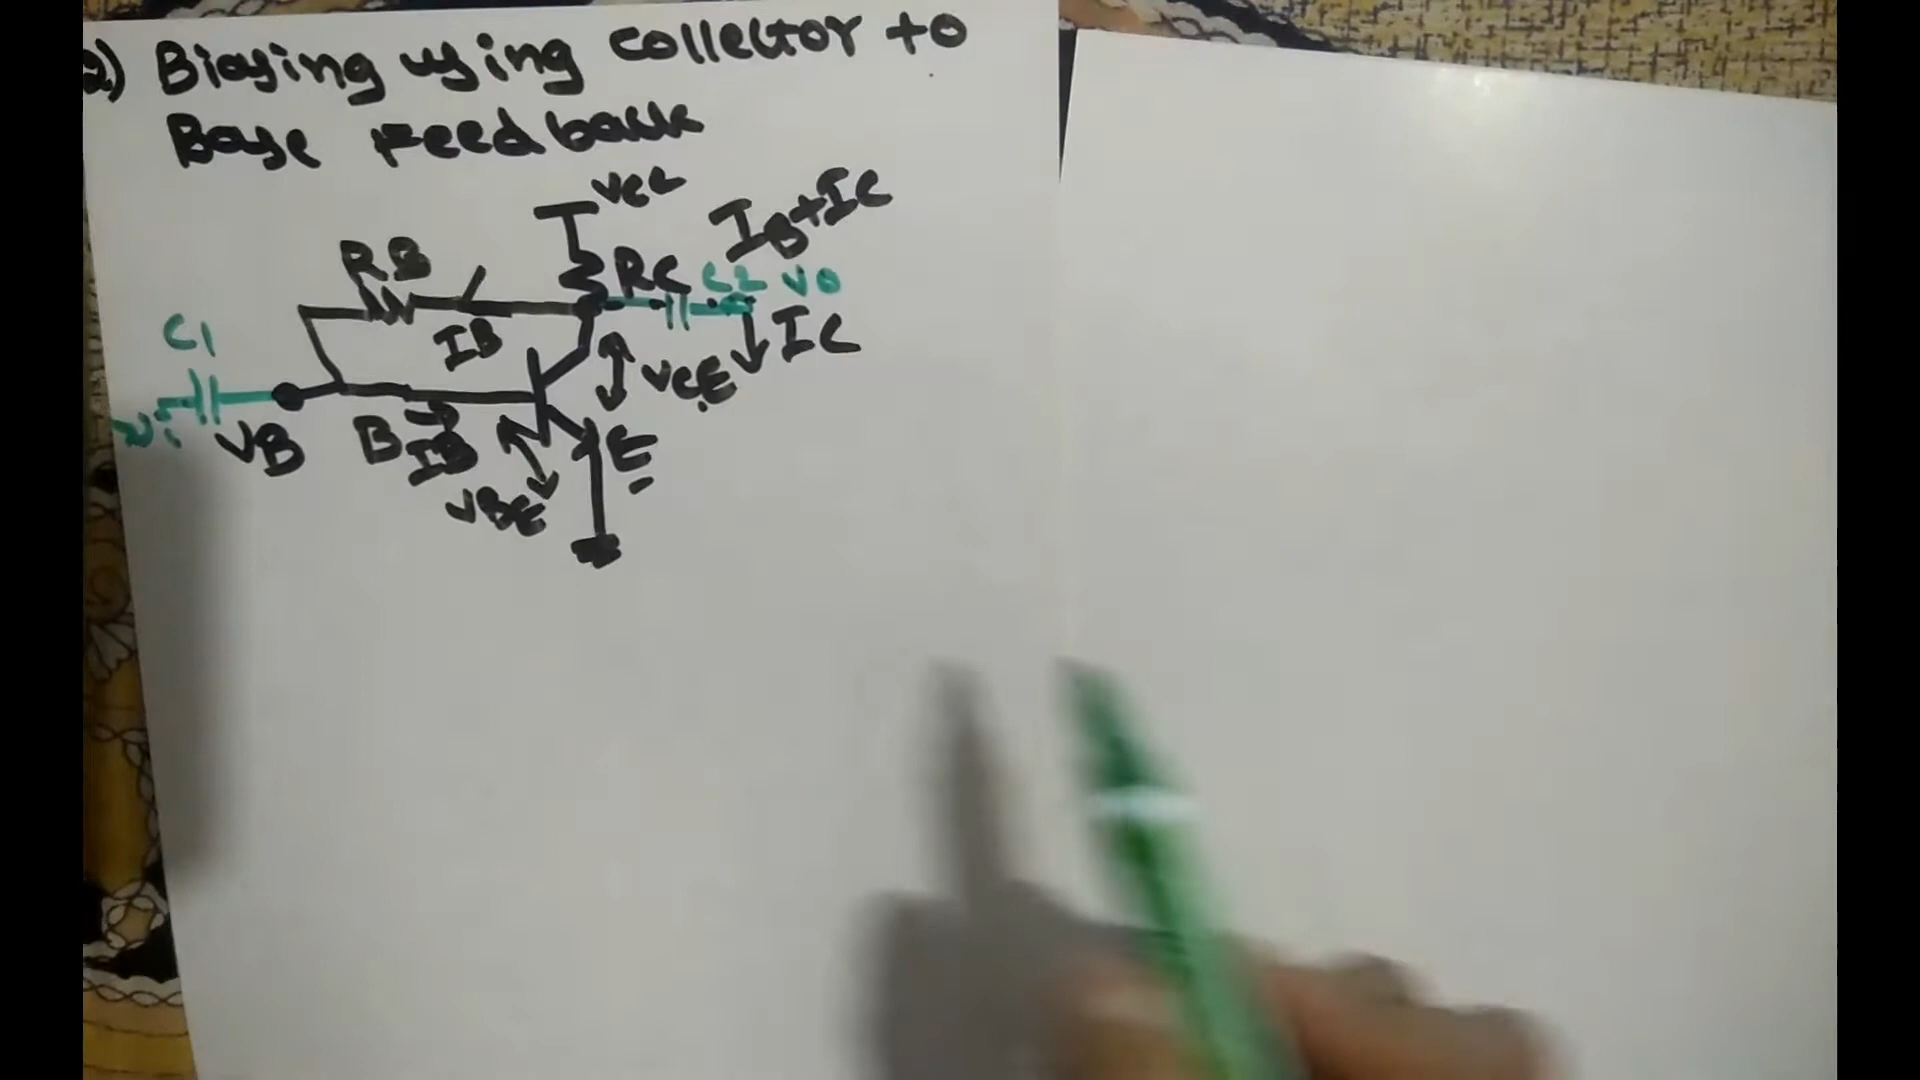 2) Biasing using collector to
Base Feedback
VCC
IB+IC
RB
RC
C2
VO
C1
IB
IC
VCE
Vi
VB
B
IB
E
VBE